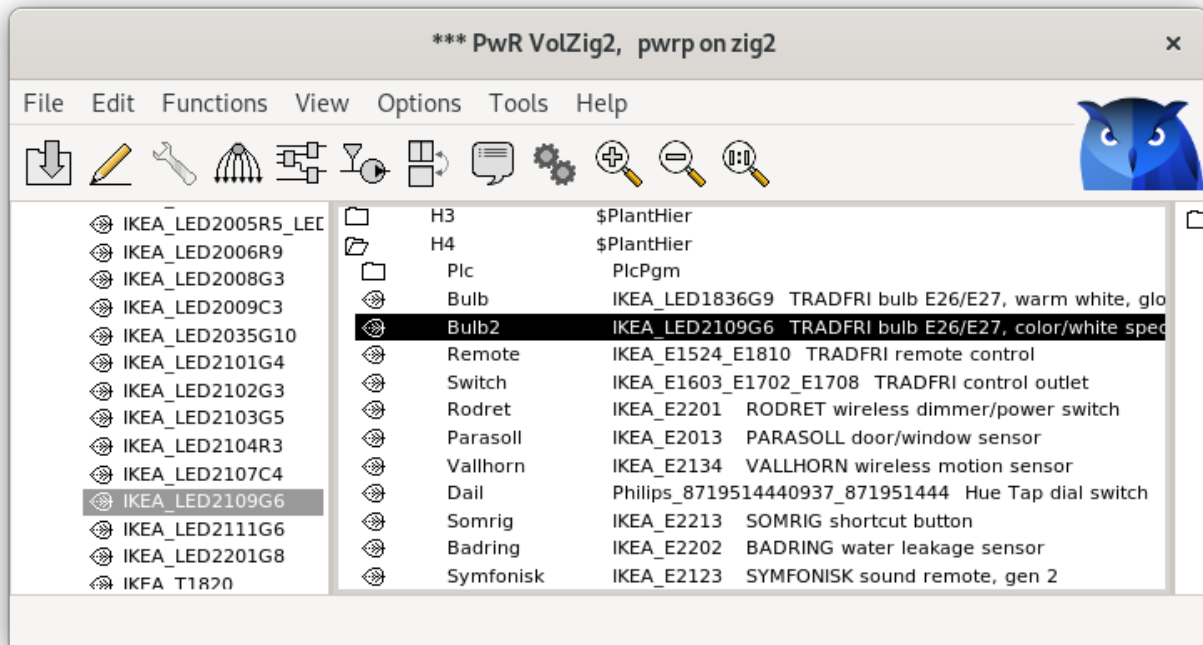 *** PwR VolZig2, pwrp on zig2
File Edit Functions View Options Tools Help
IKEA_LED2005R5_LED
IKEA_LED2006R9
IKEA_LED2008G3
IKEA_LED2009C3
IKEA_LED2035G10
IKEA_LED2101G4
IKEA_LED2102G3
IKEA_LED2103G5
IKEA_LED2104R3
IKEA_LED2107C4
IKEA_LED2109G6
IKEA_LED2111G6
IKEA_LED2201G8
IKEA_T1820
H3 $PlantHier
H4 $PlantHier
Plc PlcPgm
Bulb IKEA_LED1836G9 TRADFRI bulb E26/E27, warm white, glo
Bulb2 IKEA_LED2109G6 TRADFRI bulb E26/E27, color/white spec
Remote IKEA_E1524_E1810 TRADFRI remote control
Switch IKEA_E1603_E1702_E1708 TRADFRI control outlet
Rodret IKEA_E2201 RODRET wireless dimmer/power switch
Parasoll IKEA_E2013 PARASOLL door/window sensor
Vallhorn IKEA_E2134 VALLHORN wireless motion sensor
Dail Philips_8719514440937_871951444 Hue Tap dial switch
Somrig IKEA_E2213 SOMRIG shortcut button
Badring IKEA_E2202 BADRING water leakage sensor
Symfonisk IKEA_E2123 SYMFONISK sound remote, gen 2